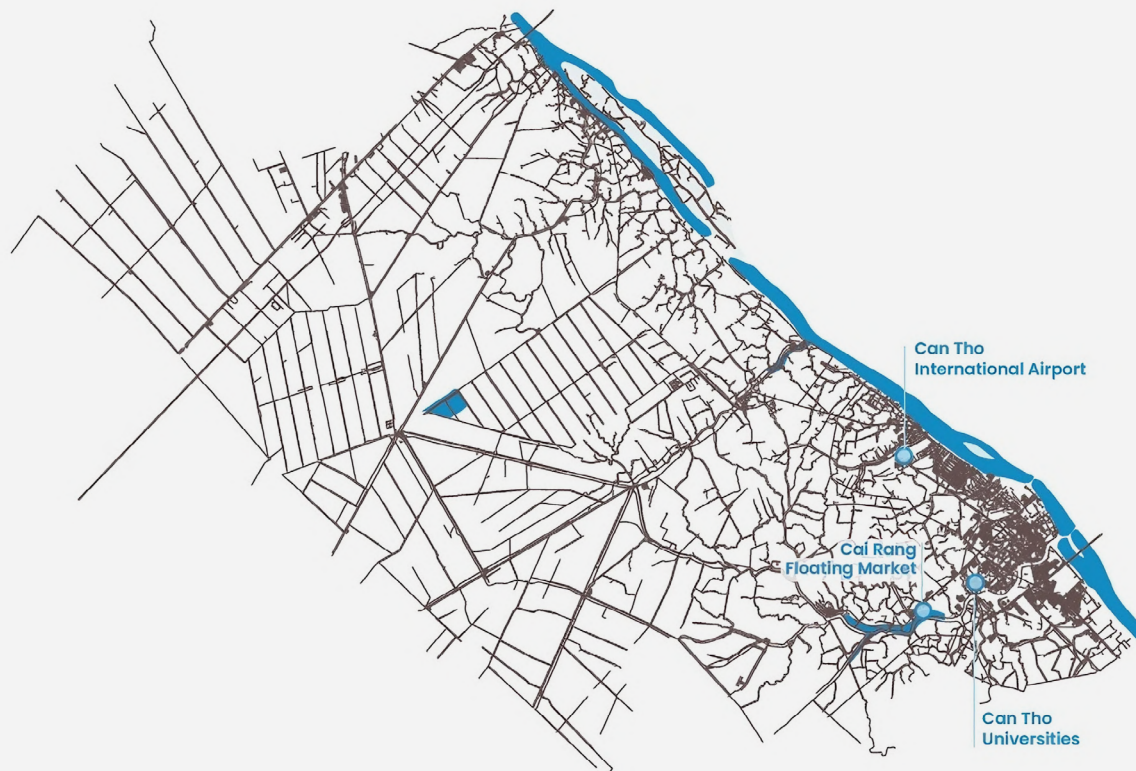 Can Tho
International Airport
Cai Rang
Floating Market
Can Tho
Universities